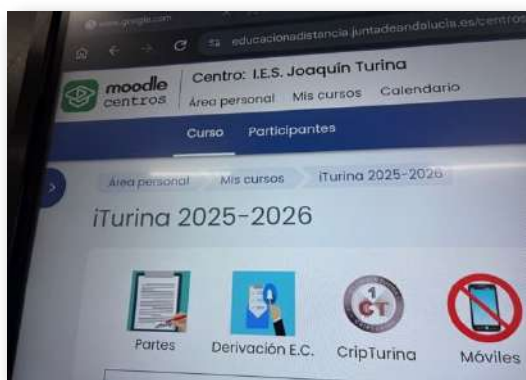 www.google.com
educacionadistancia.juntadeandalucia.es/centros
moodle
centros
Centro: I.E.S. Joaquín Turina
Área personal Mis cursos Calendario
Curso Participantes
Área personal Mis cursos iTurina 2025-2026
iTurina 2025-2026
1
CT
Partes Derivación E.C. CripTurina Móviles